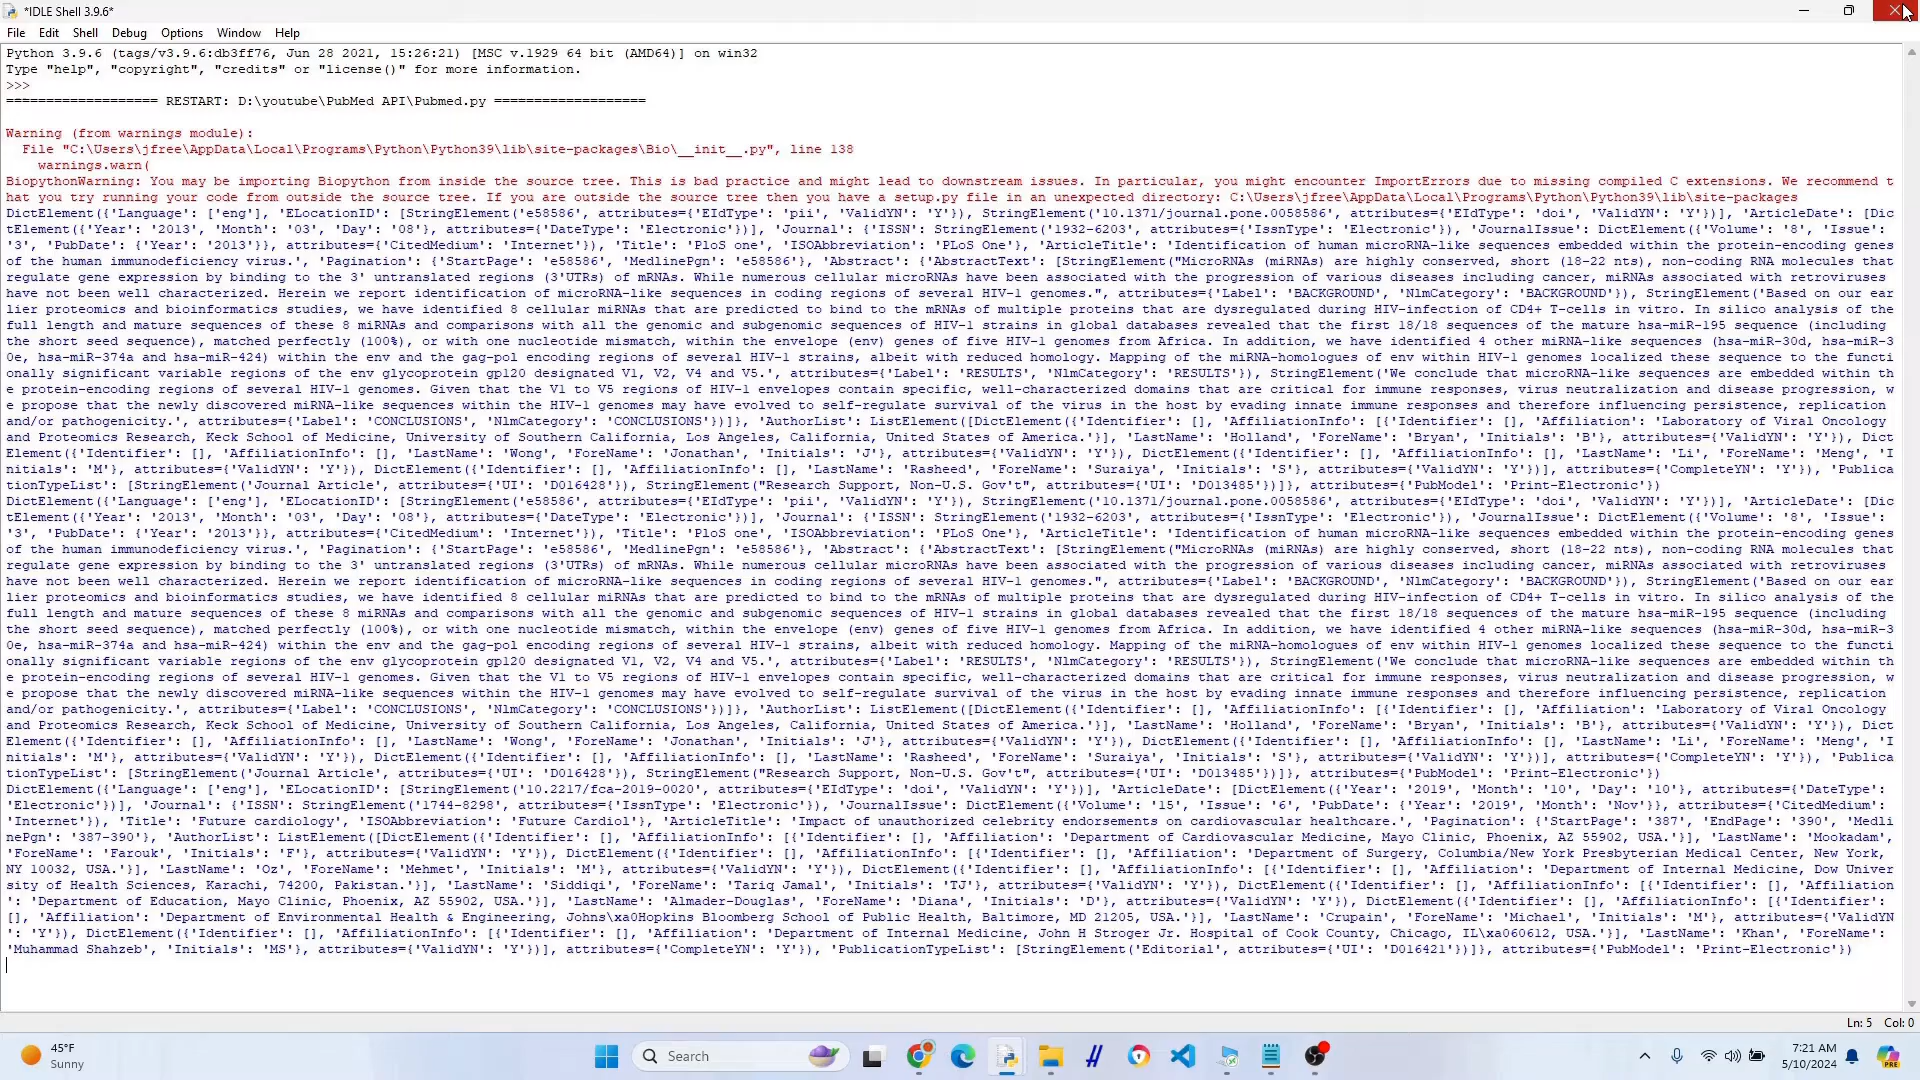 *IDLE Shell 3.9.6*
File Edit Shell Debug Options Window Help
Python 3.9.6 (tags/v3.9.6:db3ff76, Jun 28 2021, 15:26:21) [MSC v.1929 64 bit (AMD64)] on win32
Type "help", "copyright", "credits" or "license()" for more information.
>>>
=================== RESTART: D:\youtube\PubMed API\Pubmed.py ===================
Warning (from warnings module):
File "C:\Users\jfree\AppData\Local\Programs\Python\Python39\lib\site-packages\Bio\__init__.py", line 138
warnings.warn(
BiopythonWarning: You may be importing Biopython from inside the source tree. This is bad practice and might lead to downstream issues. In particular, you might encounter ImportErrors due to missing compiled C extensions. We recommend t
hat you try running your code from outside the source tree. If you are outside the source tree then you have a setup.py file in an unexpected directory: C:\Users\jfree\AppData\Local\Programs\Python\Python39\lib\site-packages
DictElement({'Language': ['eng'], 'ELocationID': [StringElement('e58586', attributes={'EIdType': 'pii', 'ValidYN': 'Y'}), StringElement('10.1371/journal.pone.0058586', attributes={'EIdType': 'doi', 'ValidYN': 'Y'})], 'ArticleDate': [Dic
tElement({'Year': '2013', 'Month': '03', 'Day': '08'}, attributes={'DateType': 'Electronic'})], 'Journal': {'ISSN': StringElement('1932-6203', attributes={'IssnType': 'Electronic'}), 'JournalIssue': DictElement({'Volume': '8', 'Issue':
'3', 'PubDate': {'Year': '2013'}}, attributes={'CitedMedium': 'Internet'}), 'Title': 'PloS one', 'ISOAbbreviation': 'PLoS One'}, 'ArticleTitle': 'Identification of human microRNA-like sequences embedded within the protein-encoding genes
of the human immunodeficiency virus.', 'Pagination': {'StartPage': 'e58586', 'MedlinePgn': 'e58586'}, 'Abstract': {'AbstractText': [StringElement("MicroRNAs (miRNAs) are highly conserved, short (18-22 nts), non-coding RNA molecules that
regulate gene expression by binding to the 3' untranslated regions (3'UTRs) of mRNAs. While numerous cellular microRNAs have been associated with the progression of various diseases including cancer, miRNAs associated with retroviruses
have not been well characterized. Herein we report identification of microRNA-like sequences in coding regions of several HIV-1 genomes.", attributes={'Label': 'BACKGROUND', 'NlmCategory': 'BACKGROUND'}), StringElement('Based on our ear
lier proteomics and bioinformatics studies, we have identified 8 cellular miRNAs that are predicted to bind to the mRNAs of multiple proteins that are dysregulated during HIV-infection of CD4+ T-cells in vitro. In silico analysis of the
full length and mature sequences of these 8 miRNAs and comparisons with all the genomic and subgenomic sequences of HIV-1 strains in global databases revealed that the first 18/18 sequences of the mature hsa-miR-195 sequence (including
the short seed sequence), matched perfectly (100%), or with one nucleotide mismatch, within the envelope (env) genes of five HIV-1 genomes from Africa. In addition, we have identified 4 other miRNA-like sequences (hsa-miR-30d, hsa-miR-3
0e, hsa-miR-374a and hsa-miR-424) within the env and the gag-pol encoding regions of several HIV-1 strains, albeit with reduced homology. Mapping of the miRNA-homologues of env within HIV-1 genomes localized these sequence to the functi
onally significant variable regions of the env glycoprotein gp120 designated V1, V2, V4 and V5.', attributes={'Label': 'RESULTS', 'NlmCategory': 'RESULTS'}), StringElement('We conclude that microRNA-like sequences are embedded within th
e protein-encoding regions of several HIV-1 genomes. Given that the V1 to V5 regions of HIV-1 envelopes contain specific, well-characterized domains that are critical for immune responses, virus neutralization and disease progression, w
e propose that the newly discovered miRNA-like sequences within the HIV-1 genomes may have evolved to self-regulate survival of the virus in the host by evading innate immune responses and therefore influencing persistence, replication
and/or pathogenicity.', attributes={'Label': 'CONCLUSIONS', 'NlmCategory': 'CONCLUSIONS'})]}, 'AuthorList': ListElement([DictElement({'Identifier': [], 'AffiliationInfo': [{'Identifier': [], 'Affiliation': 'Laboratory of Viral Oncology
and Proteomics Research, Keck School of Medicine, University of Southern California, Los Angeles, California, United States of America.'}], 'LastName': 'Holland', 'ForeName': 'Bryan', 'Initials': 'B'}, attributes={'ValidYN': 'Y'}), Dict
Element({'Identifier': [], 'AffiliationInfo': [], 'LastName': 'Wong', 'ForeName': 'Jonathan', 'Initials': 'J'}, attributes={'ValidYN': 'Y'}), DictElement({'Identifier': [], 'AffiliationInfo': [], 'LastName': 'Li', 'ForeName': 'Meng', 'I
nitials': 'M'}, attributes={'ValidYN': 'Y'}), DictElement({'Identifier': [], 'AffiliationInfo': [], 'LastName': 'Rasheed', 'ForeName': 'Suraiya', 'Initials': 'S'}, attributes={'ValidYN': 'Y'})], attributes={'CompleteYN': 'Y'}), 'Publica
tionTypeList': [StringElement('Journal Article', attributes={'UI': 'D016428'}), StringElement("Research Support, Non-U.S. Gov't", attributes={'UI': 'D013485'})]}, attributes={'PubModel': 'Print-Electronic'})
DictElement({'Language': ['eng'], 'ELocationID': [StringElement('e58586', attributes={'EIdType': 'pii', 'ValidYN': 'Y'}), StringElement('10.1371/journal.pone.0058586', attributes={'EIdType': 'doi', 'ValidYN': 'Y'})], 'ArticleDate': [Dic
tElement({'Year': '2013', 'Month': '03', 'Day': '08'}, attributes={'DateType': 'Electronic'})], 'Journal': {'ISSN': StringElement('1932-6203', attributes={'IssnType': 'Electronic'}), 'JournalIssue': DictElement({'Volume': '8', 'Issue':
'3', 'PubDate': {'Year': '2013'}}, attributes={'CitedMedium': 'Internet'}), 'Title': 'PloS one', 'ISOAbbreviation': 'PLoS One'}, 'ArticleTitle': 'Identification of human microRNA-like sequences embedded within the protein-encoding genes
of the human immunodeficiency virus.', 'Pagination': {'StartPage': 'e58586', 'MedlinePgn': 'e58586'}, 'Abstract': {'AbstractText': [StringElement("MicroRNAs (miRNAs) are highly conserved, short (18-22 nts), non-coding RNA molecules that
regulate gene expression by binding to the 3' untranslated regions (3'UTRs) of mRNAs. While numerous cellular microRNAs have been associated with the progression of various diseases including cancer, miRNAs associated with retroviruses
have not been well characterized. Herein we report identification of microRNA-like sequences in coding regions of several HIV-1 genomes.", attributes={'Label': 'BACKGROUND', 'NlmCategory': 'BACKGROUND'}), StringElement('Based on our ear
lier proteomics and bioinformatics studies, we have identified 8 cellular miRNAs that are predicted to bind to the mRNAs of multiple proteins that are dysregulated during HIV-infection of CD4+ T-cells in vitro. In silico analysis of the
full length and mature sequences of these 8 miRNAs and comparisons with all the genomic and subgenomic sequences of HIV-1 strains in global databases revealed that the first 18/18 sequences of the mature hsa-miR-195 sequence (including
the short seed sequence), matched perfectly (100%), or with one nucleotide mismatch, within the envelope (env) genes of five HIV-1 genomes from Africa. In addition, we have identified 4 other miRNA-like sequences (hsa-miR-30d, hsa-miR-3
0e, hsa-miR-374a and hsa-miR-424) within the env and the gag-pol encoding regions of several HIV-1 strains, albeit with reduced homology. Mapping of the miRNA-homologues of env within HIV-1 genomes localized these sequence to the functi
onally significant variable regions of the env glycoprotein gp120 designated V1, V2, V4 and V5.', attributes={'Label': 'RESULTS', 'NlmCategory': 'RESULTS'}), StringElement('We conclude that microRNA-like sequences are embedded within th
e protein-encoding regions of several HIV-1 genomes. Given that the V1 to V5 regions of HIV-1 envelopes contain specific, well-characterized domains that are critical for immune responses, virus neutralization and disease progression, w
e propose that the newly discovered miRNA-like sequences within the HIV-1 genomes may have evolved to self-regulate survival of the virus in the host by evading innate immune responses and therefore influencing persistence, replication
and/or pathogenicity.', attributes={'Label': 'CONCLUSIONS', 'NlmCategory': 'CONCLUSIONS'})]}, 'AuthorList': ListElement([DictElement({'Identifier': [], 'AffiliationInfo': [{'Identifier': [], 'Affiliation': 'Laboratory of Viral Oncology
and Proteomics Research, Keck School of Medicine, University of Southern California, Los Angeles, California, United States of America.'}], 'LastName': 'Holland', 'ForeName': 'Bryan', 'Initials': 'B'}, attributes={'ValidYN': 'Y'}), Dict
Element({'Identifier': [], 'AffiliationInfo': [], 'LastName': 'Wong', 'ForeName': 'Jonathan', 'Initials': 'J'}, attributes={'ValidYN': 'Y'}), DictElement({'Identifier': [], 'AffiliationInfo': [], 'LastName': 'Li', 'ForeName': 'Meng', 'I
nitials': 'M'}, attributes={'ValidYN': 'Y'}), DictElement({'Identifier': [], 'AffiliationInfo': [], 'LastName': 'Rasheed', 'ForeName': 'Suraiya', 'Initials': 'S'}, attributes={'ValidYN': 'Y'})], attributes={'CompleteYN': 'Y'}), 'Publica
tionTypeList': [StringElement('Journal Article', attributes={'UI': 'D016428'}), StringElement("Research Support, Non-U.S. Gov't", attributes={'UI': 'D013485'})]}, attributes={'PubModel': 'Print-Electronic'})
DictElement({'Language': ['eng'], 'ELocationID': [StringElement('10.2217/fca-2019-0020', attributes={'EIdType': 'doi', 'ValidYN': 'Y'})], 'ArticleDate': [DictElement({'Year': '2019', 'Month': '10', 'Day': '10'}, attributes={'DateType':
'Electronic'})], 'Journal': {'ISSN': StringElement('1744-8298', attributes={'IssnType': 'Electronic'}), 'JournalIssue': DictElement({'Volume': '15', 'Issue': '6', 'PubDate': {'Year': '2019', 'Month': 'Nov'}}, attributes={'CitedMedium':
'Internet'}), 'Title': 'Future cardiology', 'ISOAbbreviation': 'Future Cardiol'}, 'ArticleTitle': 'Impact of unauthorized celebrity endorsements on cardiovascular healthcare.', 'Pagination': {'StartPage': '387', 'EndPage': '390', 'Medli
nePgn': '387-390'}, 'AuthorList': ListElement([DictElement({'Identifier': [], 'AffiliationInfo': [{'Identifier': [], 'Affiliation': 'Department of Cardiovascular Medicine, Mayo Clinic, Phoenix, AZ 55902, USA.'}], 'LastName': 'Mookadam',
'ForeName': 'Farouk', 'Initials': 'F'}, attributes={'ValidYN': 'Y'}), DictElement({'Identifier': [], 'AffiliationInfo': [{'Identifier': [], 'Affiliation': 'Department of Surgery, Columbia/New York Presbyterian Medical Center, New York,
NY 10032, USA.'}], 'LastName': 'Oz', 'ForeName': 'Mehmet', 'Initials': 'M'}, attributes={'ValidYN': 'Y'}), DictElement({'Identifier': [], 'AffiliationInfo': [{'Identifier': [], 'Affiliation': 'Department of Internal Medicine, Dow Univer
sity of Health Sciences, Karachi, 74200, Pakistan.'}], 'LastName': 'Siddiqi', 'ForeName': 'Tariq Jamal', 'Initials': 'TJ'}, attributes={'ValidYN': 'Y'}), DictElement({'Identifier': [], 'AffiliationInfo': [{'Identifier': [], 'Affiliation
': 'Department of Education, Mayo Clinic, Phoenix, AZ 55902, USA.'}], 'LastName': 'Almader-Douglas', 'ForeName': 'Diana', 'Initials': 'D'}, attributes={'ValidYN': 'Y'}), DictElement({'Identifier': [], 'AffiliationInfo': [{'Identifier':
[], 'Affiliation': 'Department of Environmental Health & Engineering, Johns\xa0Hopkins Bloomberg School of Public Health, Baltimore, MD 21205, USA.'}], 'LastName': 'Crupain', 'ForeName': 'Michael', 'Initials': 'M'}, attributes={'ValidYN
': 'Y'}), DictElement({'Identifier': [], 'AffiliationInfo': [{'Identifier': [], 'Affiliation': 'Department of Internal Medicine, John H Stroger Jr. Hospital of Cook County, Chicago, IL\xa060612, USA.'}], 'LastName': 'Khan', 'ForeName':
'Muhammad Shahzeb', 'Initials': 'MS'}, attributes={'ValidYN': 'Y'})], attributes={'CompleteYN': 'Y'}), 'PublicationTypeList': [StringElement('Editorial', attributes={'UI': 'D016421'})]}, attributes={'PubModel': 'Print-Electronic'})
Ln: 5 Col: 0
45°F
Sunny
Search
7:21 AM
5/10/2024
PRE